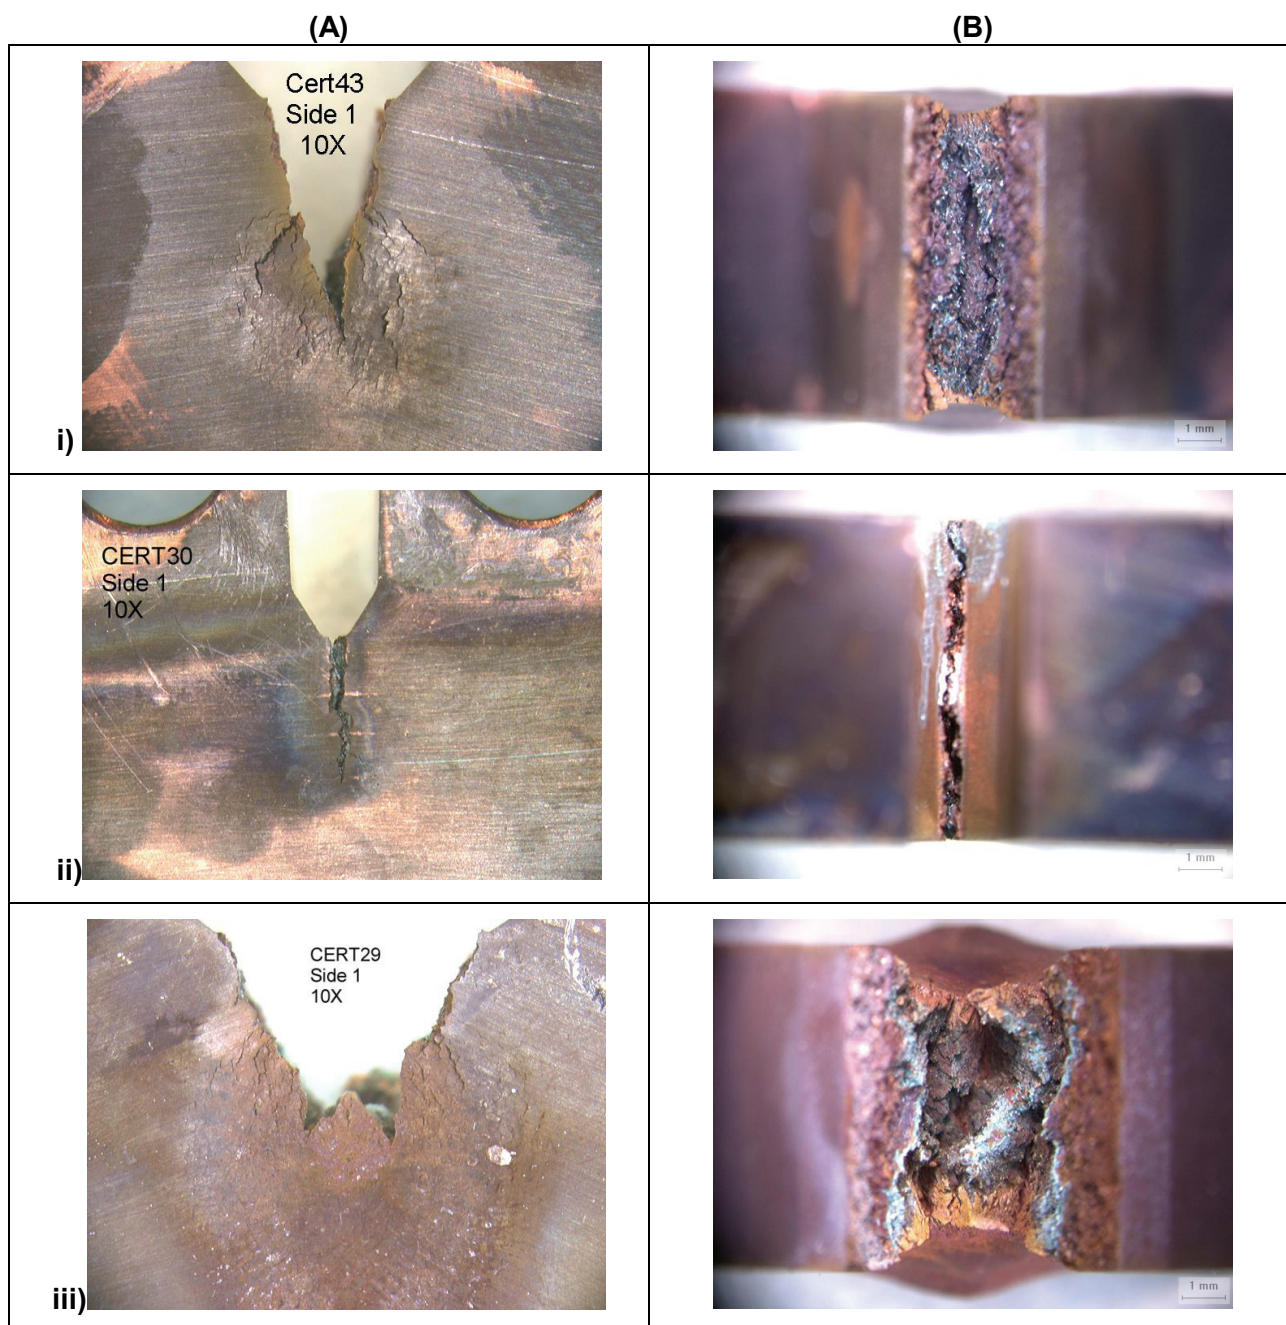 (A)
(B)
Cert43
Side 1
10X
1 mm
i)
CERT30
Side 1
10X
1 mm
ii)
CERT29
Side 1
10X
1 mm
iii)